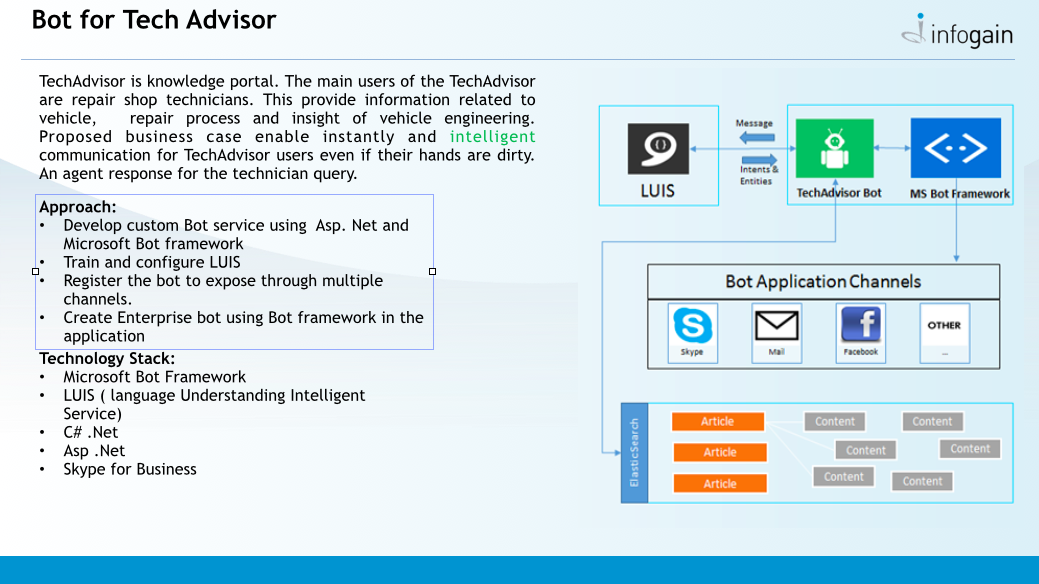 Bot for Tech Advisor
infogain
TechAdvisor is knowledge portal. The main users of the TechAdvisor
are repair shop technicians. This provide information related to
vehicle, repair process and insight of vehicle engineering.
Proposed business case enable instantly and intelligent
communication for TechAdvisor users even if their hands are dirty.
An agent response for the technician query.
Approach:
• Develop custom Bot service using Asp. Net and
Microsoft Bot framework
• Train and configure LUIS
• Register the bot to expose through multiple
channels.
• Create Enterprise bot using Bot framework in the
application
Technology Stack:
• Microsoft Bot Framework
• LUIS ( language Understanding Intelligent
Service)
• C# .Net
• Asp .Net
• Skype for Business
LUIS
Message
Intents &
Entities
TechAdvisor Bot
MS Bot Framework
Bot Application Channels
Skype
Mail
Facebook
OTHER
...
ElasticSearch
Article
Article
Article
Content
Content
Content
Content
Content
Content